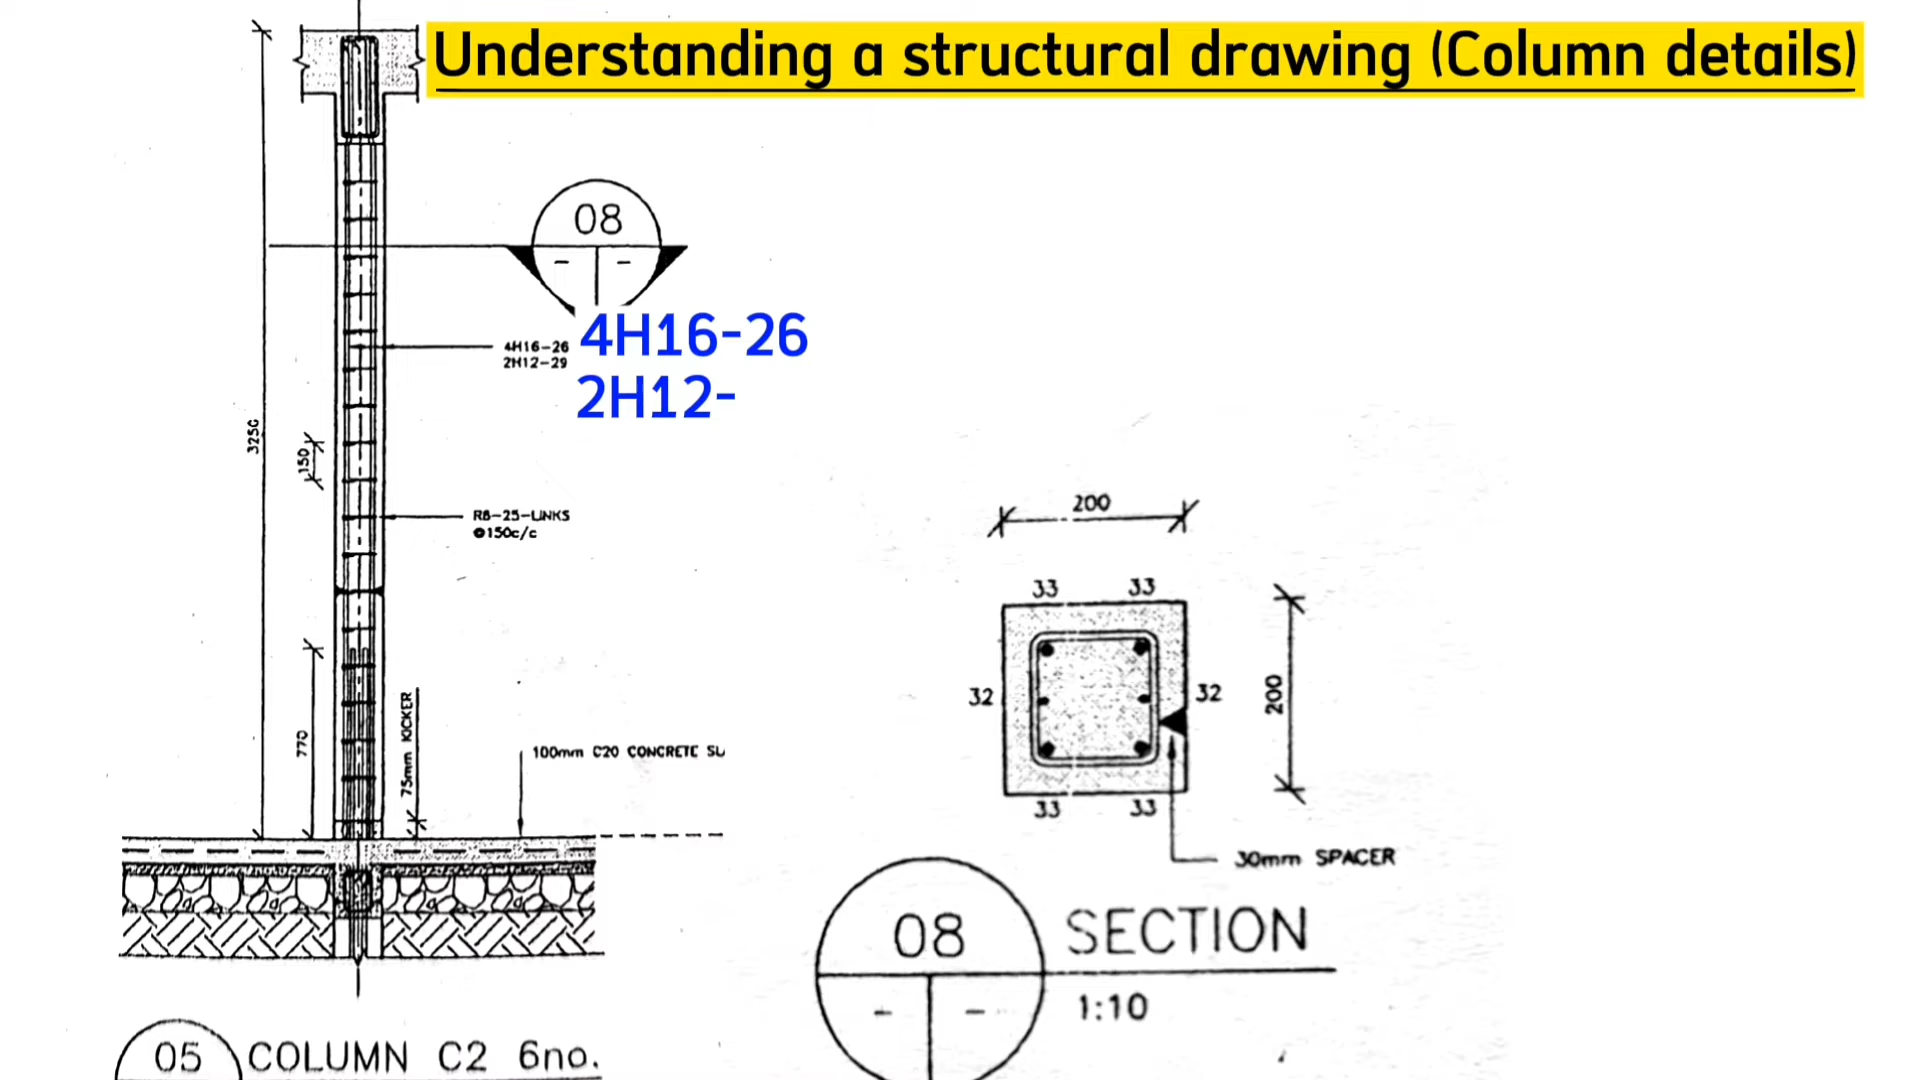 Understanding a structural drawing (Column details)
08
- -
4H16-26
2H12-29
4H16-26
2H12-
3250
150
R8-25-LINKS
@150c/c
770
75mm KICKER
100mm C20 CONCRETE SL
05 COLUMN C2 6no.
200
33 33
32 32
200
33 33
30mm SPACER
08 SECTION
- - 1:10